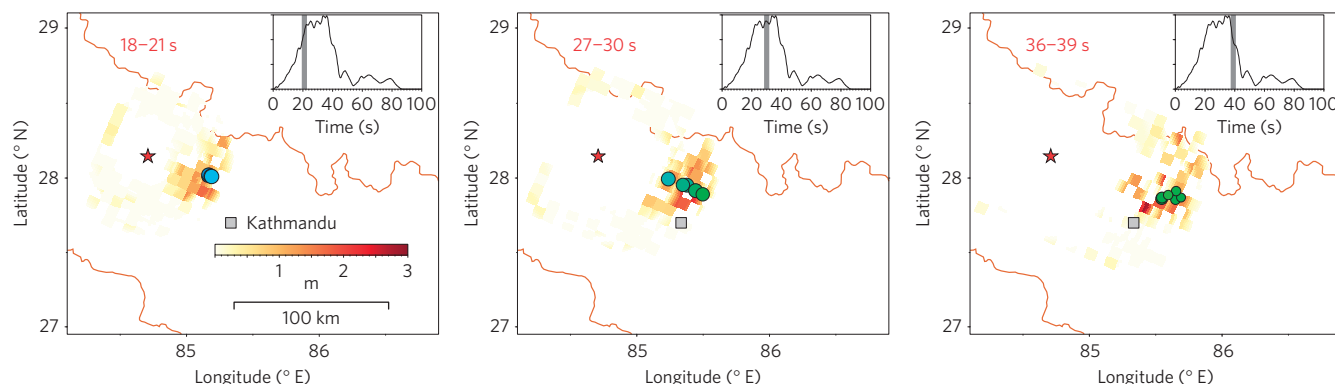 29
18–21 s
0 20 40 60 80 100
Time (s)
Latitude (° N)
28
Kathmandu
1 2 3
m
100 km
27
85 86
Longitude (° E)
29
27–30 s
0 20 40 60 80 100
Time (s)
Latitude (° N)
28
27
85 86
Longitude (° E)
29
36–39 s
0 20 40 60 80 100
Time (s)
Latitude (° N)
28
Kathmandu
27
85 86
Longitude (° E)